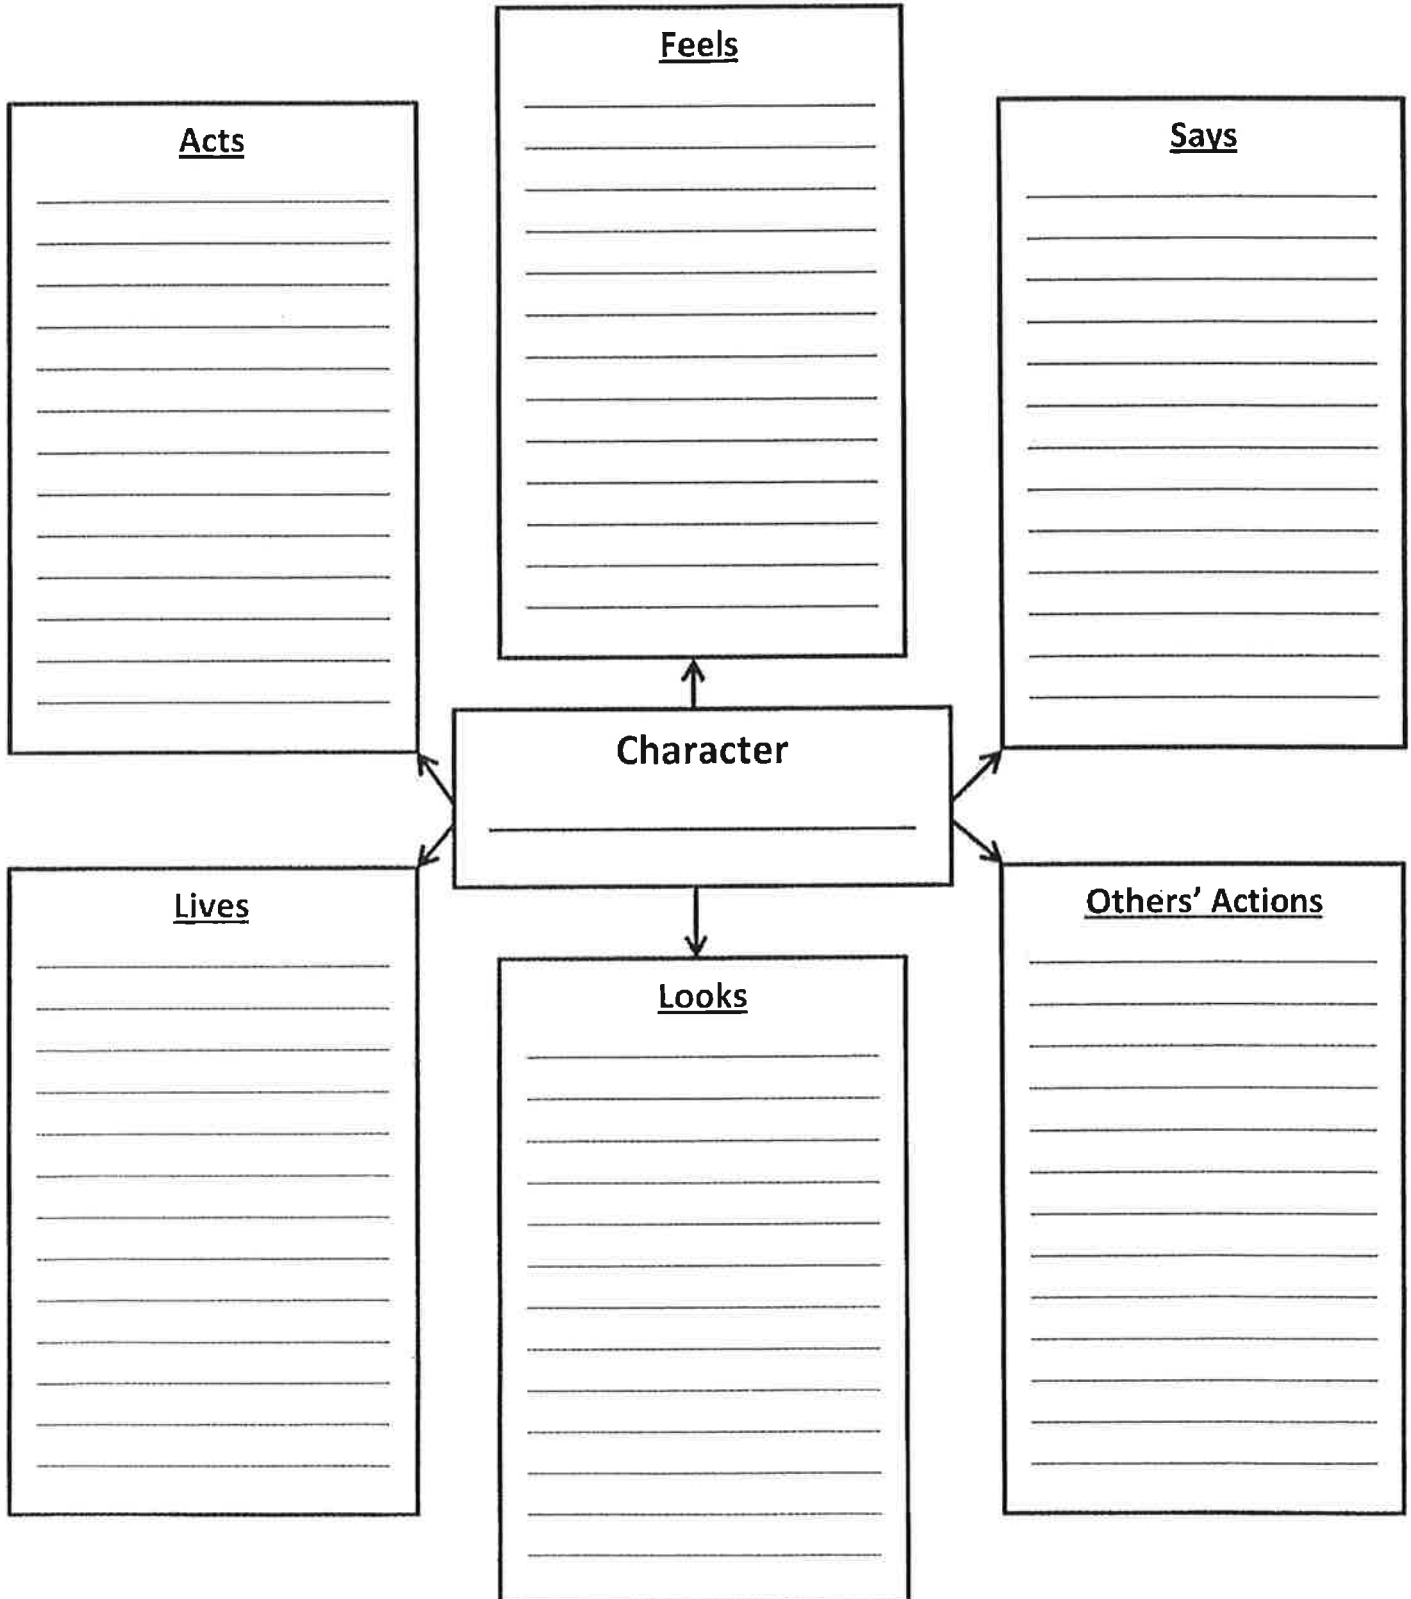 Feels
Acts
Says
Character
Lives
Others' Actions
Looks